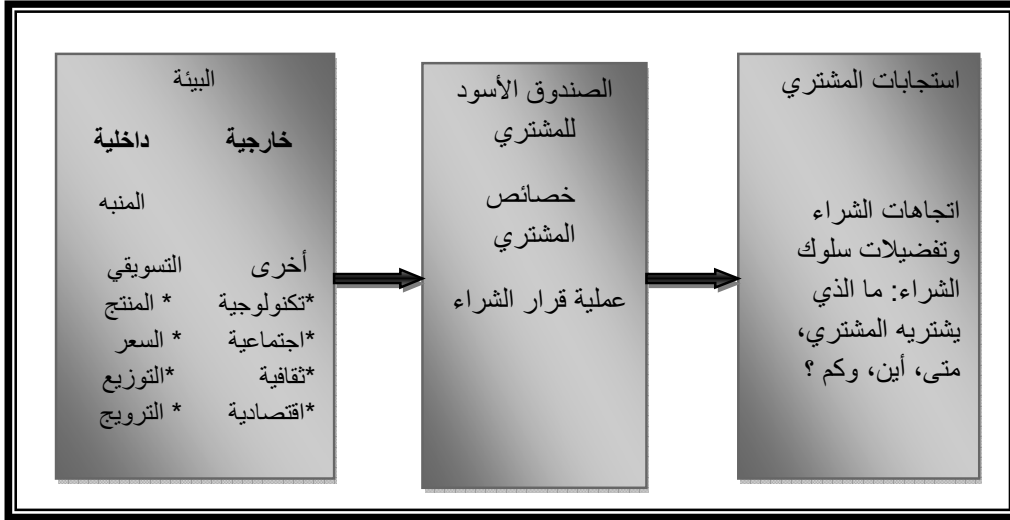 البيئة
خارجية داخلية
المنبه
أخرى التسويقي
*تكنولوجية * المنتج
*اجتماعية * السعر
*ثقافية *التوزيع
*اقتصادية * الترويج
الصندوق الأسود
للمشتري
خصائص
المشتري
عملية قرار الشراء
استجابات المشتري
اتجاهات الشراء
وتفضيلات سلوك
الشراء: ما الذي
يشتريه المشتري،
متى، أين، وكم ؟